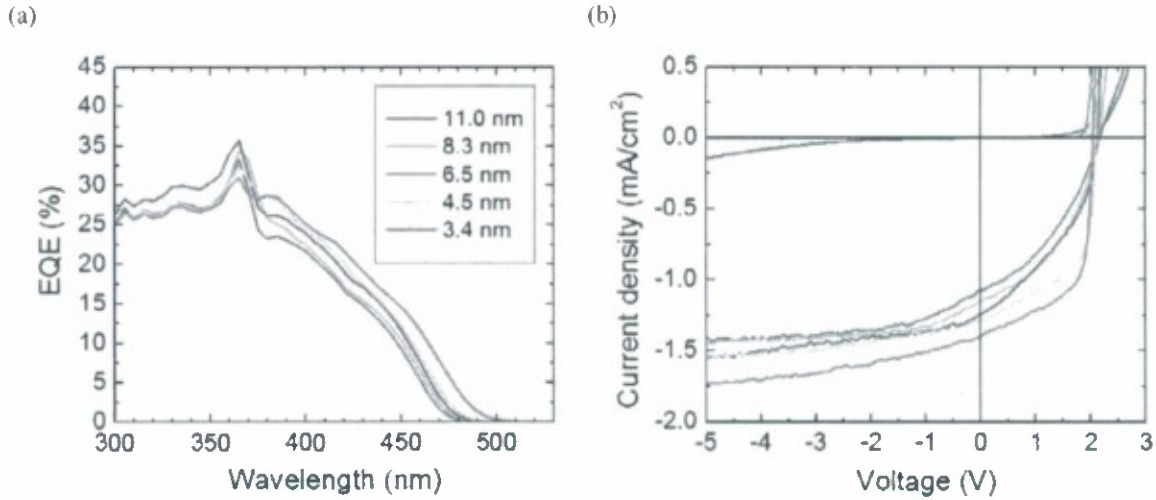 (a)
(b)
45
40
35
30
25
20
15
10
5
0
EQE (%)
300 350 400 450 500
Wavelength (nm)
11.0 nm
8.3 nm
6.5 nm
4.5 nm
3.4 nm
0.5
0.0
-0.5
-1.0
-1.5
-2.0
Current density (mA/cm²)
-5 -4 -3 -2 -1 0 1 2 3
Voltage (V)